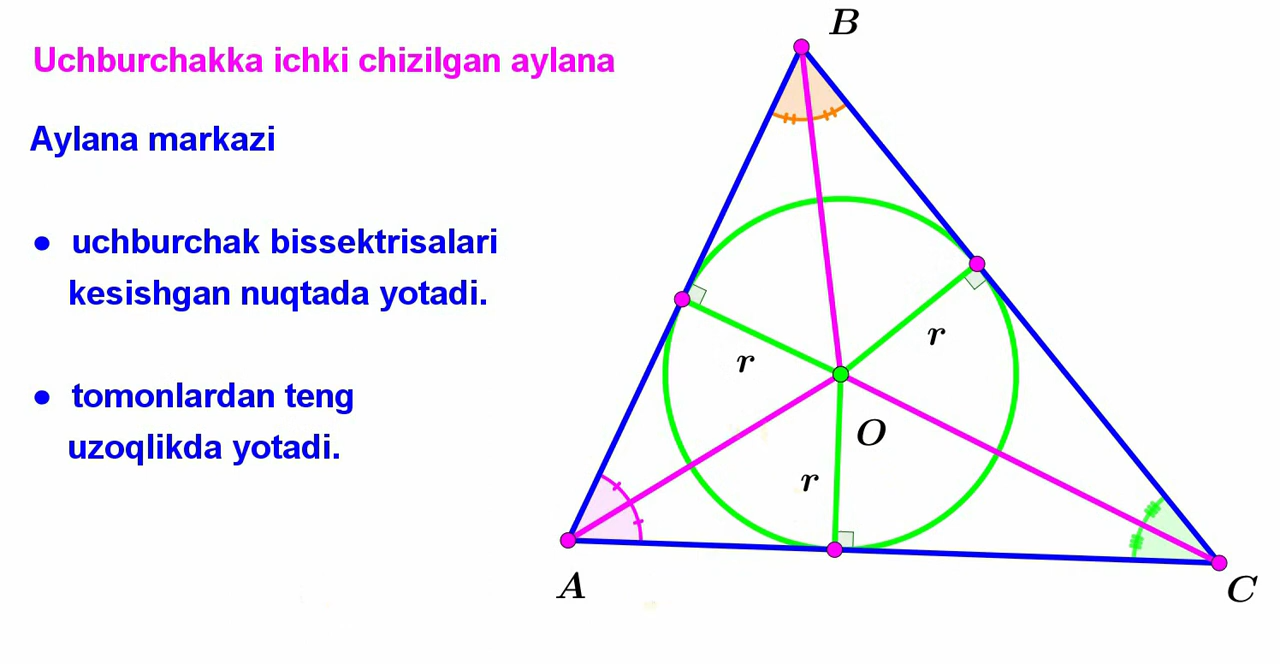 Uchburchakka ichki chizilgan aylana
Aylana markazi
● uchburchak bissektrisalari
kesishgan nuqtada yotadi.
● tomonlardan teng
uzoqlikda yotadi.
B
r
r
O
r
A
C